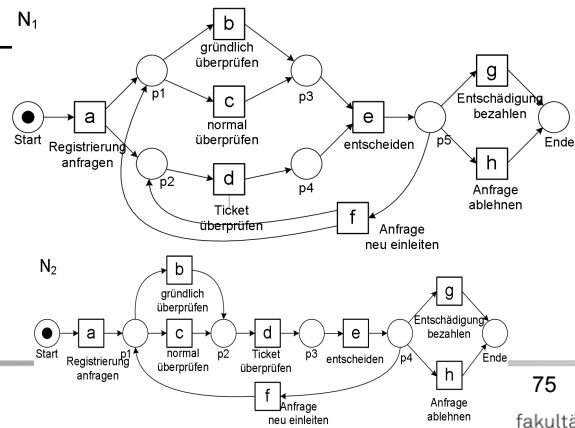 N1
b
gründlich
überprüfen
p1
c
p3
g
normal
überprüfen
a
e
Entschädigung
bezahlen
Start
Registrierung
anfragen
entscheiden
p5
Ende
p2
d
p4
h
Ticket
überprüfen
f
Anfrage
ablehnen
Anfrage
neu einleiten
N2
b
gründlich
überprüfen
g
Entschädigung
bezahlen
a
c
d
e
Start
p1
p2
p3
p4
Ende
Registrierung
anfragen
normal
überprüfen
Ticket
überprüfen
entscheiden
h
f
Anfrage
neu einleiten
Anfrage
ablehnen
75
fakultä